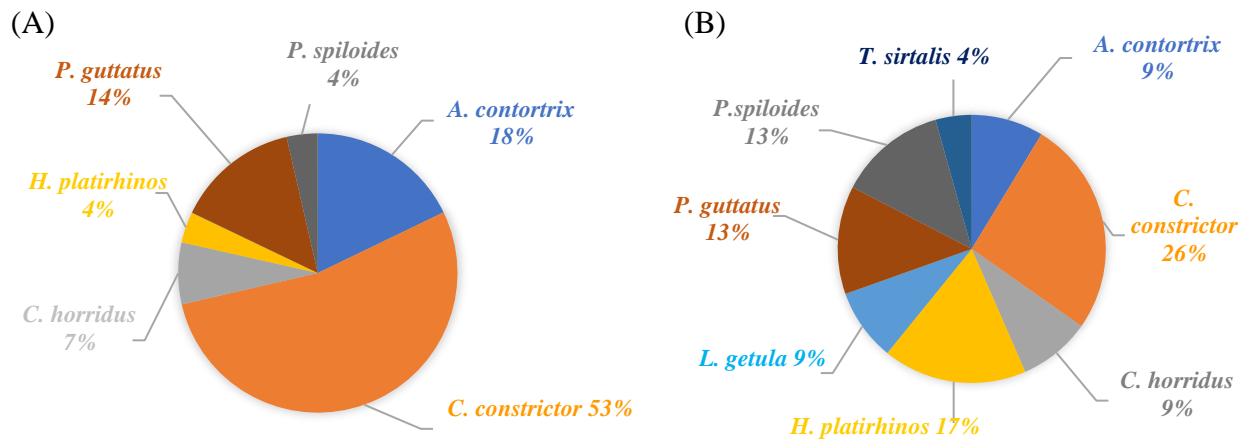 (A)
P. spiloides
4%
P. guttatus
14%
A. contortrix
18%
H. platirhinos
4%
C. horridus
7%
C. constrictor 53%
(B)
T. sirtalis 4%
A. contortrix
9%
P.spiloides
13%
C.
constrictor
26%
P. guttatus
13%
L. getula 9%
C. horridus
9%
H. platirhinos 17%